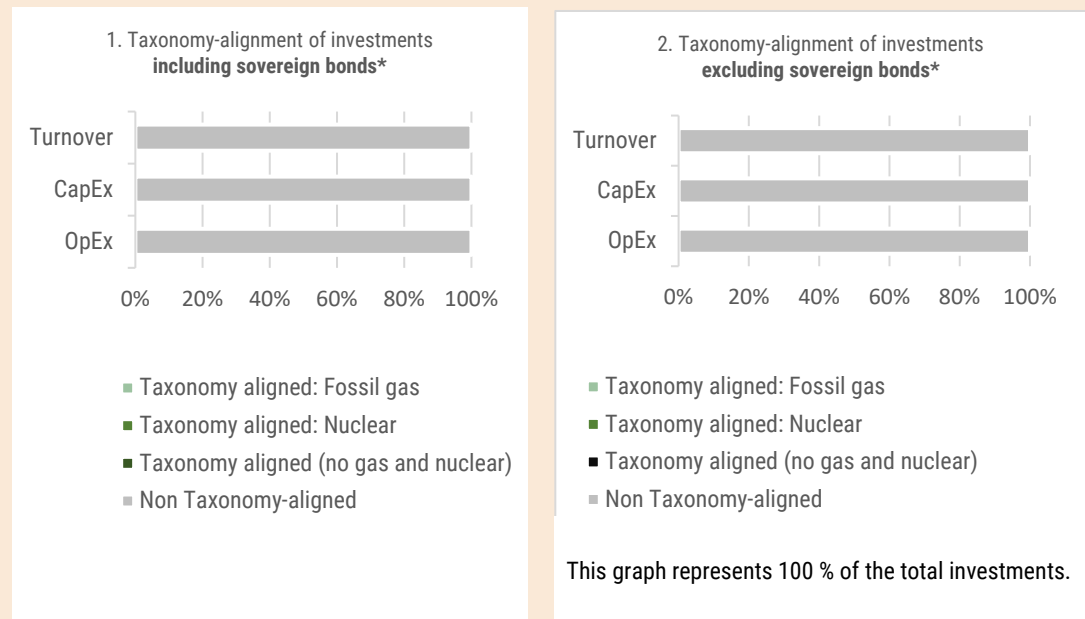 1. Taxonomy-alignment of investments
including sovereign bonds*
Turnover
CapEx
OpEx
0% 20% 40% 60% 80% 100%
Taxonomy aligned: Fossil gas
Taxonomy aligned: Nuclear
Taxonomy aligned (no gas and nuclear)
Non Taxonomy-aligned
2. Taxonomy-alignment of investments
excluding sovereign bonds*
Turnover
CapEx
OpEx
0% 20% 40% 60% 80% 100%
Taxonomy aligned: Fossil gas
Taxonomy aligned: Nuclear
Taxonomy aligned (no gas and nuclear)
Non Taxonomy-aligned
This graph represents 100 % of the total investments.